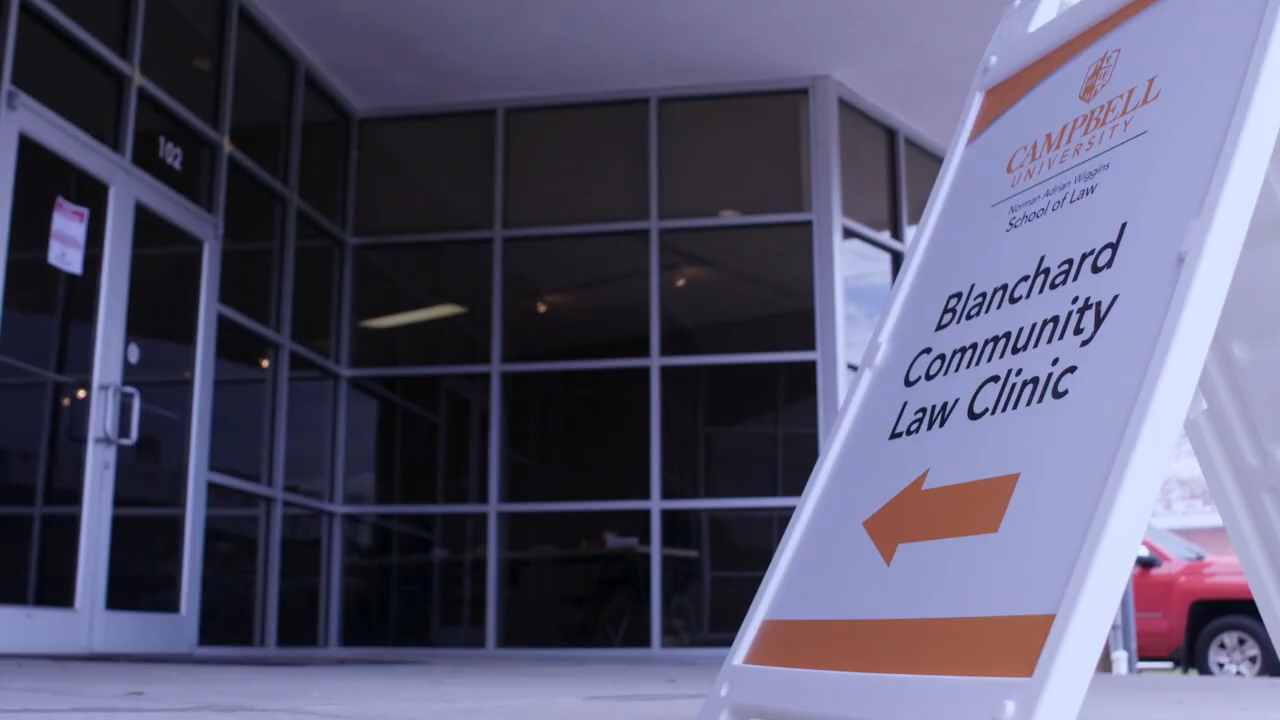 102
CAMPBELL
UNIVERSITY
Norman Adrian Wiggins
School of Law
Blanchard
Community
Law Clinic